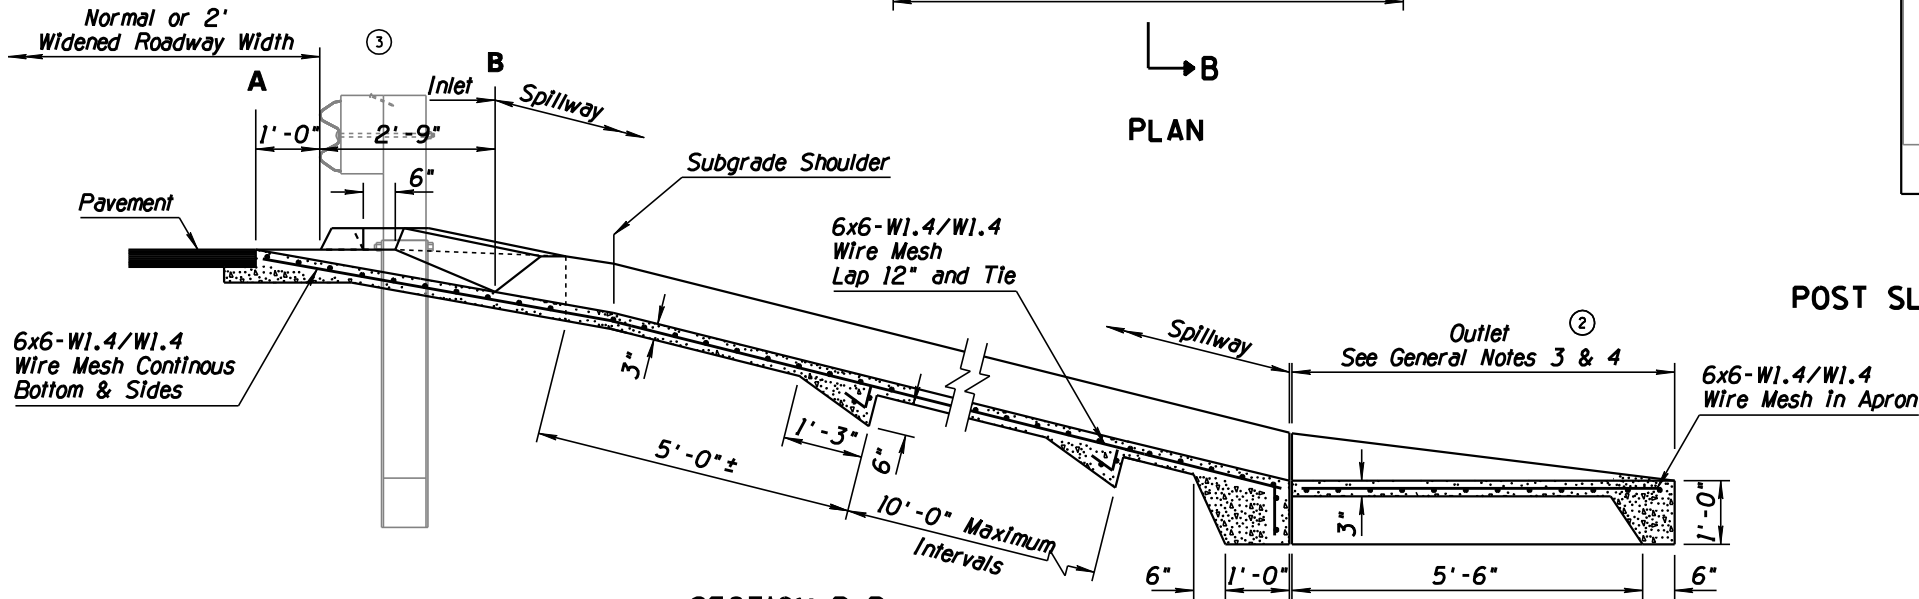 Normal or 2'
Widened Roadway Width
3
A
B
Inlet
Spillway
1'-0"
2'-9"
6"
Pavement
Subgrade Shoulder
6x6-W1.4/W1.4
Wire Mesh
Lap 12" and Tie
6x6-W1.4/W1.4
Wire Mesh Continous
Bottom & Sides
3"
5'-0"±
1'-3"
6"
10'-0" Maximum
Intervals
B
PLAN
POST SL
Spillway
2
Outlet
See General Notes 3 & 4
6x6-W1.4/W1.4
Wire Mesh in Apron
3"
1'-0"
6"
1'-0"
5'-6"
6"